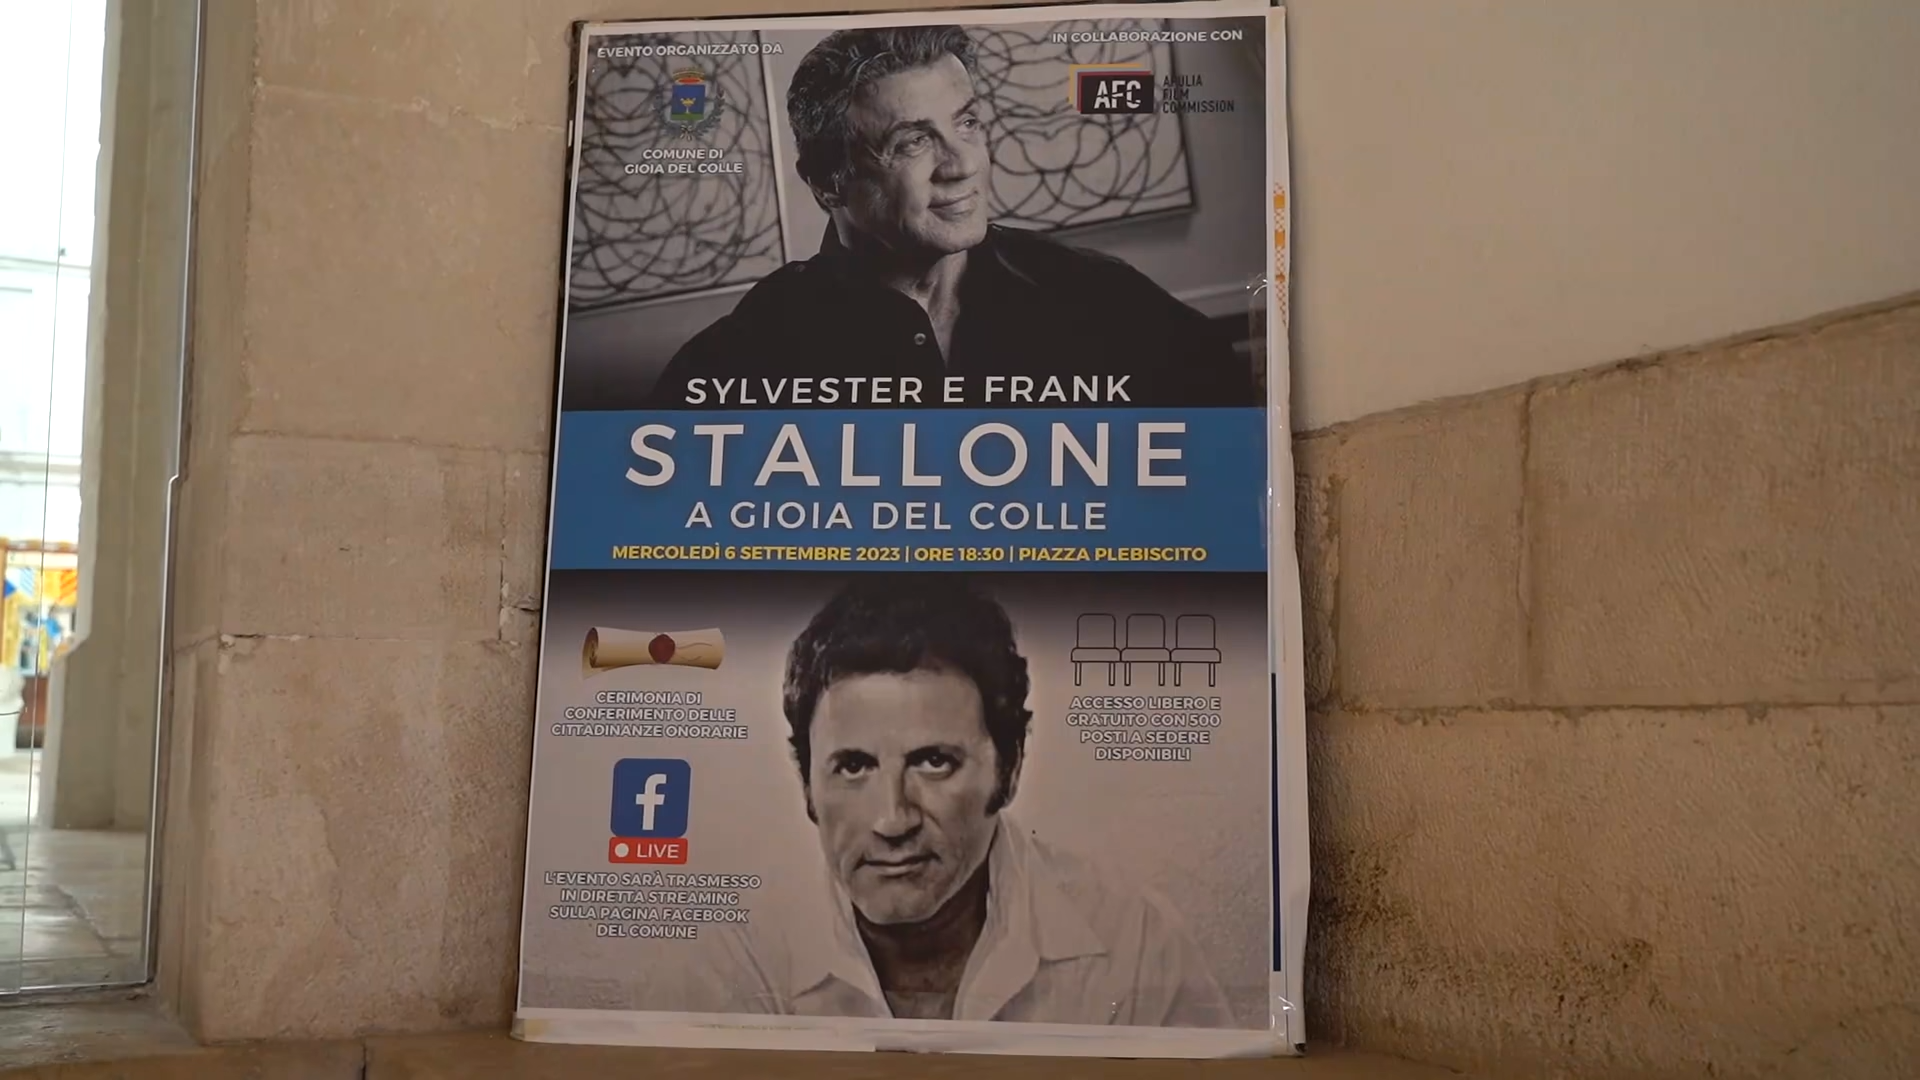 EVENTO ORGANIZZATO DA
COMUNE DI
GIOIA DEL COLLE
IN COLLABORAZIONE CON
AFC
APULIA
FILM
COMMISSION
SYLVESTER E FRANK
STALLONE
A GIOIA DEL COLLE
MERCOLEDÌ 6 SETTEMBRE 2023 | ORE 18:30 | PIAZZA PLEBISCITO
CERIMONIA DI
CONFERIMENTO DELLE
CITTADINANZE ONORARIE
f
LIVE
L'EVENTO SARÀ TRASMESSO
IN DIRETTA STREAMING
SULLA PAGINA FACEBOOK
DEL COMUNE
ACCESSO LIBERO E
GRATUITO CON 500
POSTI A SEDERE
DISPONIBILI